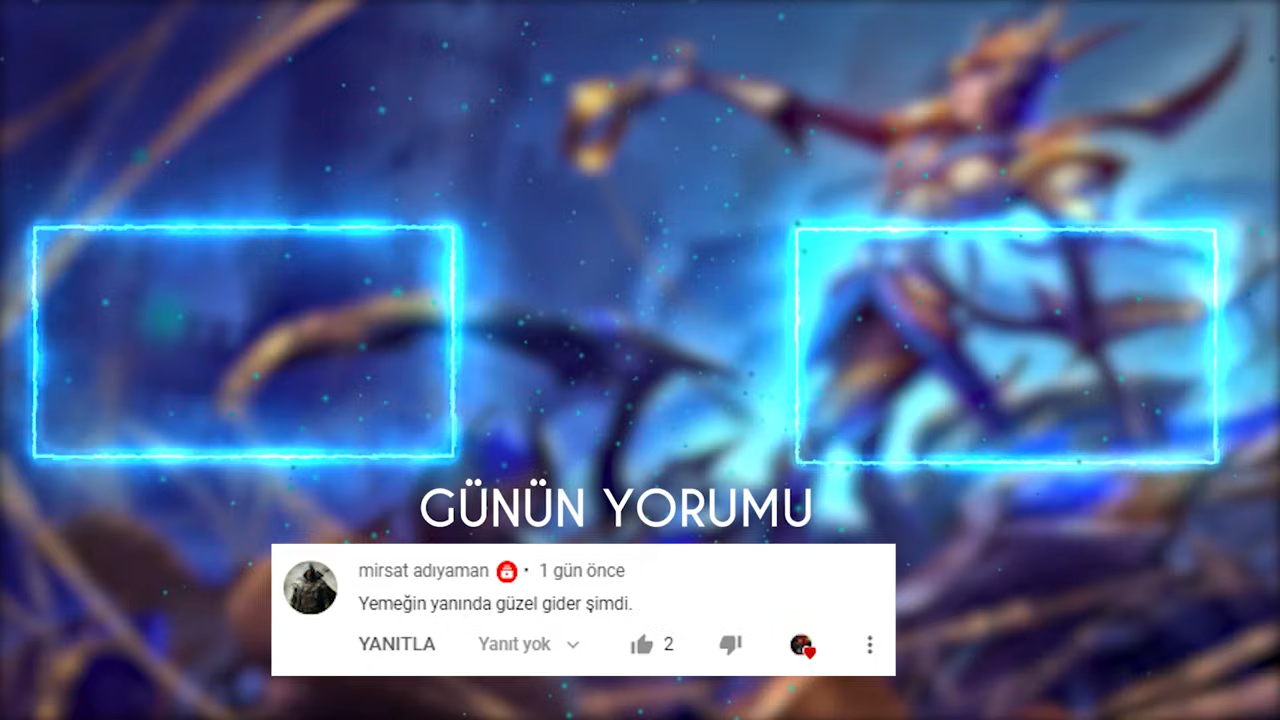 GÜNÜN YORUMU
mirsat adıyaman • 1 gün önce
Yemeğin yanında güzel gider şimdi.
YANITLA Yanıt yok 2